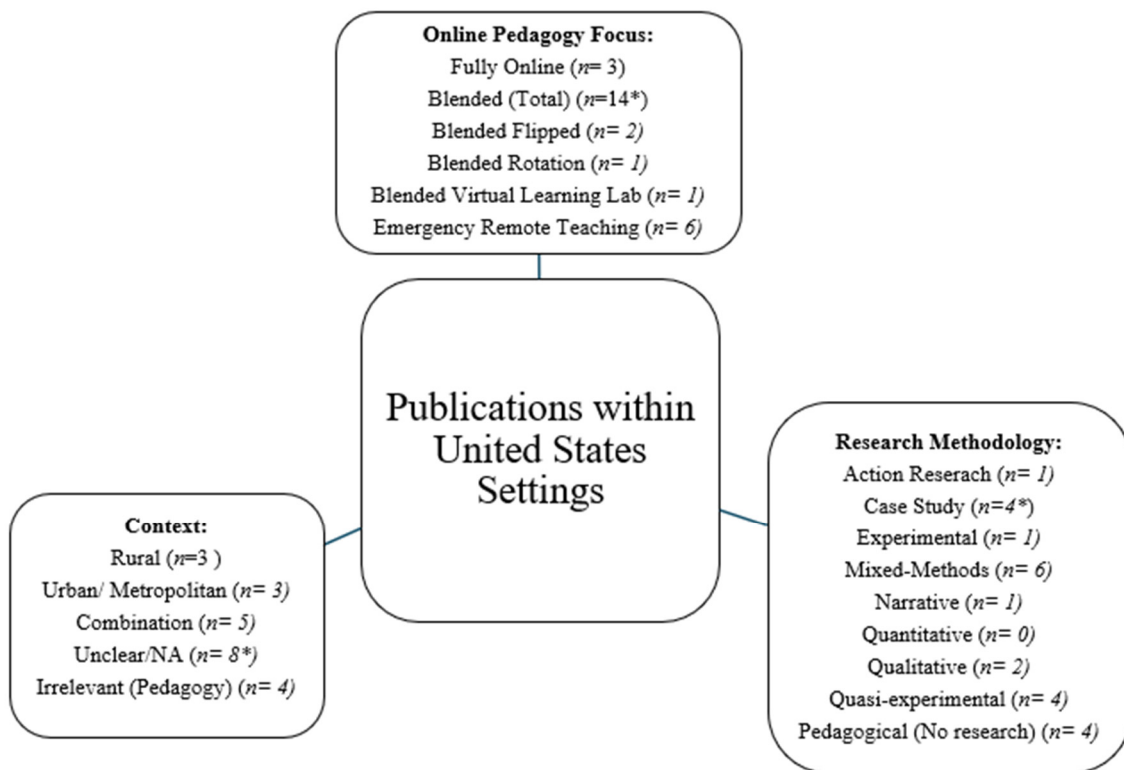 Online Pedagogy Focus:
Fully Online (n= 3)
Blended (Total) (n=14*)
Blended Flipped (n= 2)
Blended Rotation (n= 1)
Blended Virtual Learning Lab (n= 1)
Emergency Remote Teaching (n= 6)
Publications within
United States
Settings
Context:
Rural (n=3 )
Urban/ Metropolitan (n= 3)
Combination (n= 5)
Unclear/NA (n= 8*)
Irrelevant (Pedagogy) (n= 4)
Research Methodology:
Action Reserach (n= 1)
Case Study (n=4*)
Experimental (n= 1)
Mixed-Methods (n= 6)
Narrative (n= 1)
Quantitative (n= 0)
Qualitative (n= 2)
Quasi-experimental (n= 4)
Pedagogical (No research) (n= 4)